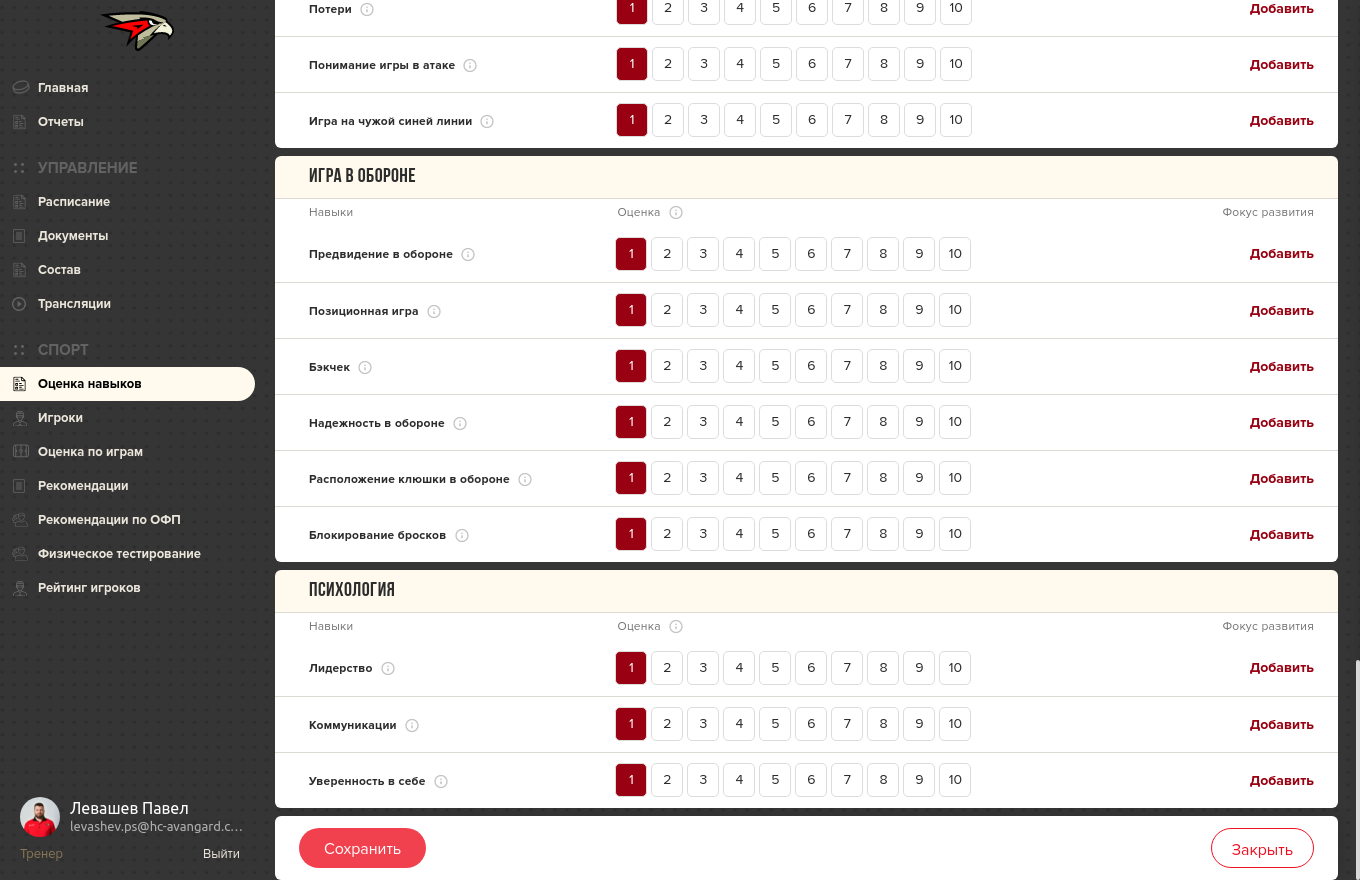 Главная
Отчеты
УПРАВЛЕНИЕ
Расписание
Документы
Состав
Трансляции
СПОРТ
Оценка навыков
Игроки
Оценка по играм
Рекомендации
Рекомендации по ОФП
Физическое тестирование
Рейтинг игроков
Левашев Павел
levashev.ps@hc-avangard.c...
Тренер Выйти
Потери 1 2 3 4 5 6 7 8 9 10 Добавить
Понимание игры в атаке 1 2 3 4 5 6 7 8 9 10 Добавить
Игра на чужой синей линии 1 2 3 4 5 6 7 8 9 10 Добавить
ИГРА В ОБОРОНЕ
Навыки Оценка Фокус развития
Предвидение в обороне 1 2 3 4 5 6 7 8 9 10 Добавить
Позиционная игра 1 2 3 4 5 6 7 8 9 10 Добавить
Бэкчек 1 2 3 4 5 6 7 8 9 10 Добавить
Надежность в обороне 1 2 3 4 5 6 7 8 9 10 Добавить
Расположение клюшки в обороне 1 2 3 4 5 6 7 8 9 10 Добавить
Блокирование бросков 1 2 3 4 5 6 7 8 9 10 Добавить
ПСИХОЛОГИЯ
Навыки Оценка Фокус развития
Лидерство 1 2 3 4 5 6 7 8 9 10 Добавить
Коммуникации 1 2 3 4 5 6 7 8 9 10 Добавить
Уверенность в себе 1 2 3 4 5 6 7 8 9 10 Добавить
Сохранить Закрыть